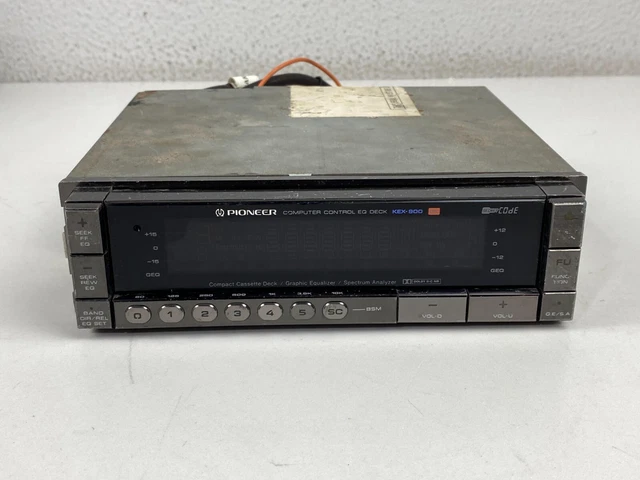 PIONEER COMPUTER CONTROL EQ DECK KEX-900
CODE
+
SEEK
FF
EQ
+15
0
-15
GEQ
+12
0
-12
GEQ
FU
FUNC
-
SEEK
REW
EQ
Compact Cassette Deck / Graphic Equalizer / Spectrum Analyzer
BAND
DIR/REL
EQ SET
0 1 2 3 4 5 SC BSM
-
VOL-D
+
VOL-U